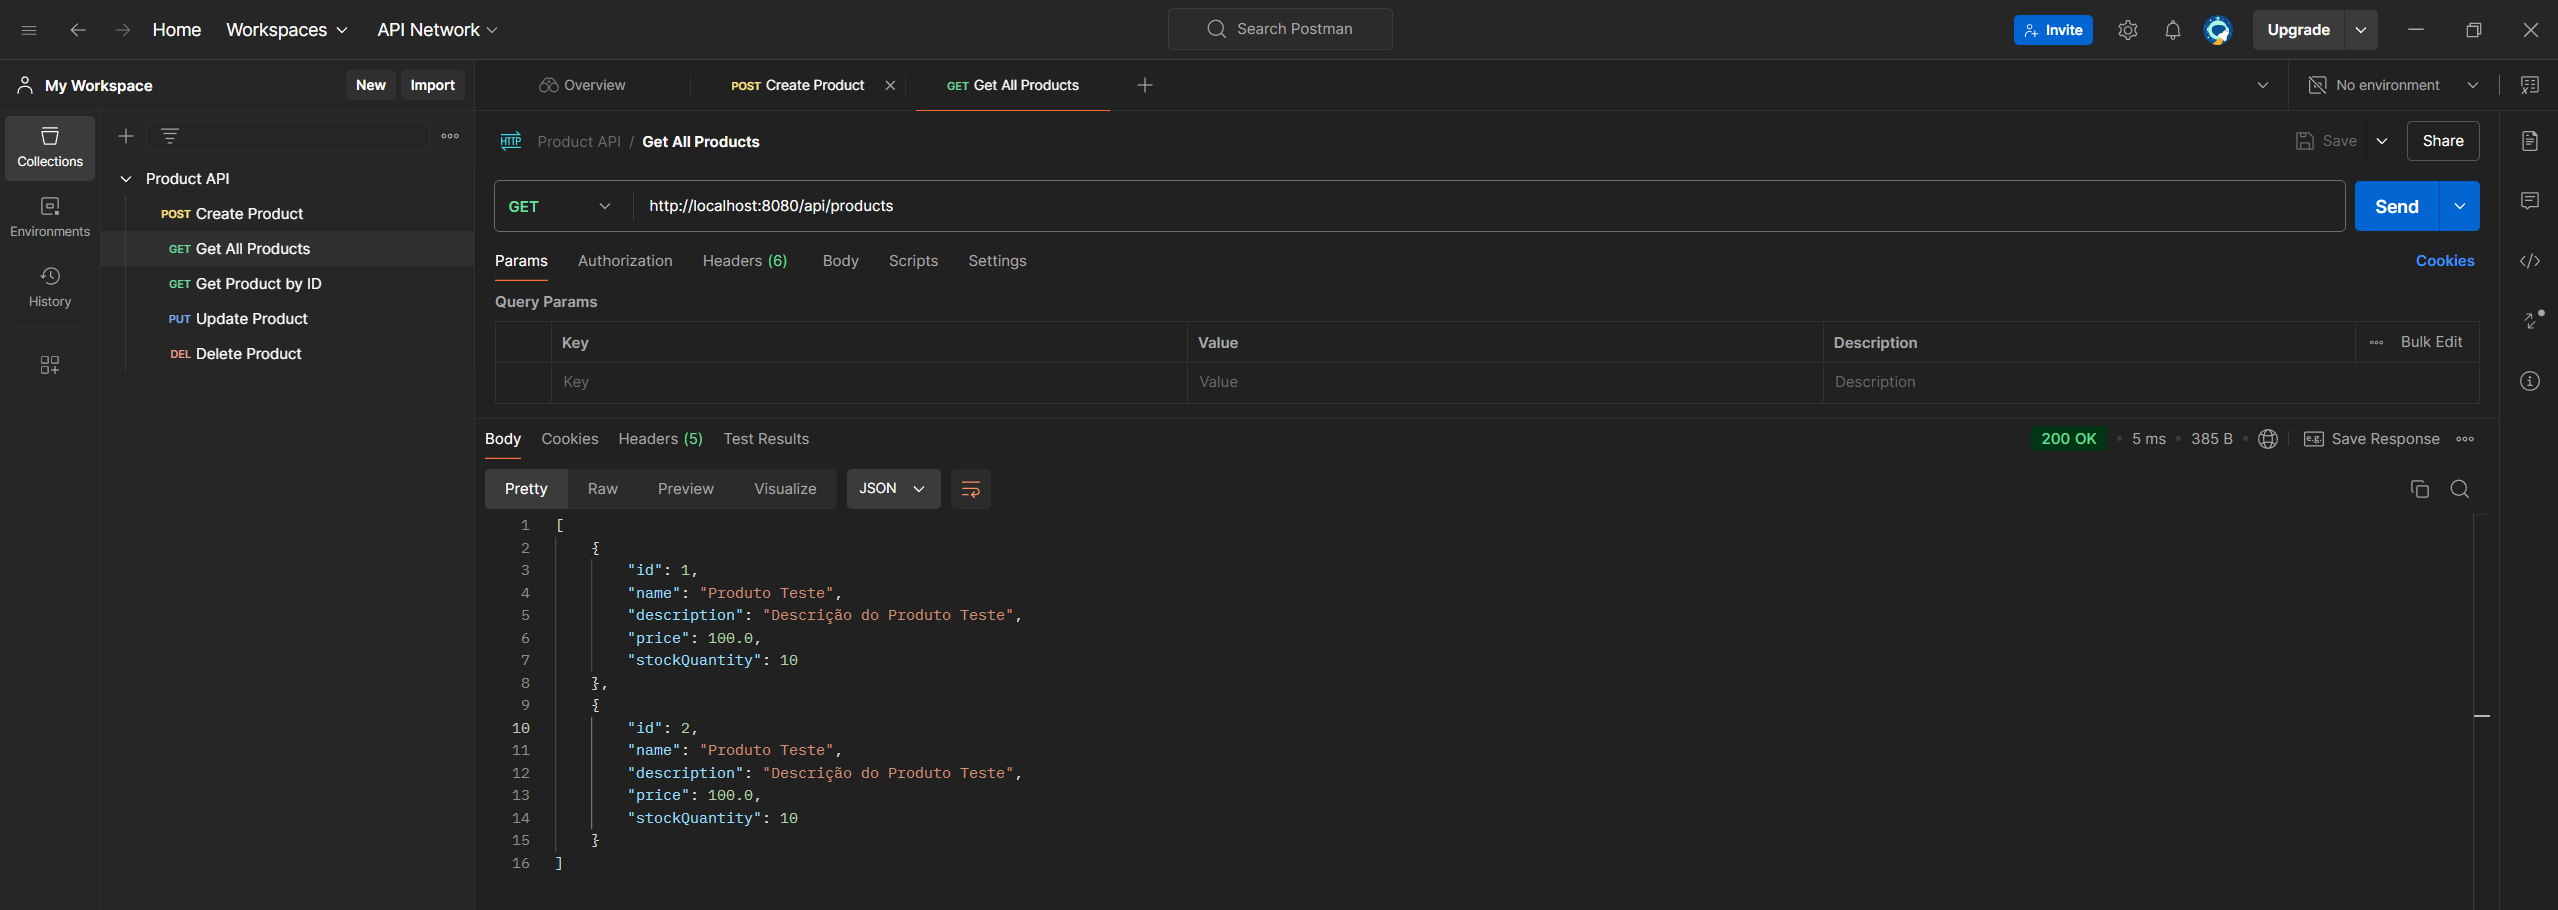 Home Workspaces API Network Search Postman Invite Upgrade
My Workspace New Import Overview POST Create Product GET Get All Products No environment
Collections
Environments
History
Product API
POST Create Product
GET Get All Products
GET Get Product by ID
PUT Update Product
DEL Delete Product
HTTP Product API / Get All Products Save Share
GET http://localhost:8080/api/products Send
Params Authorization Headers (6) Body Scripts Settings Cookies
Query Params
Key Value Description Bulk Edit
Key Value Description
Body Cookies Headers (5) Test Results 200 OK 5 ms 385 B e.g. Save Response
Pretty Raw Preview Visualize JSON
1 [
2 {
3 "id": 1,
4 "name": "Produto Teste",
5 "description": "Descrição do Produto Teste",
6 "price": 100.0,
7 "stockQuantity": 10
8 },
9 {
10 "id": 2,
11 "name": "Produto Teste",
12 "description": "Descrição do Produto Teste",
13 "price": 100.0,
14 "stockQuantity": 10
15 }
16 ]